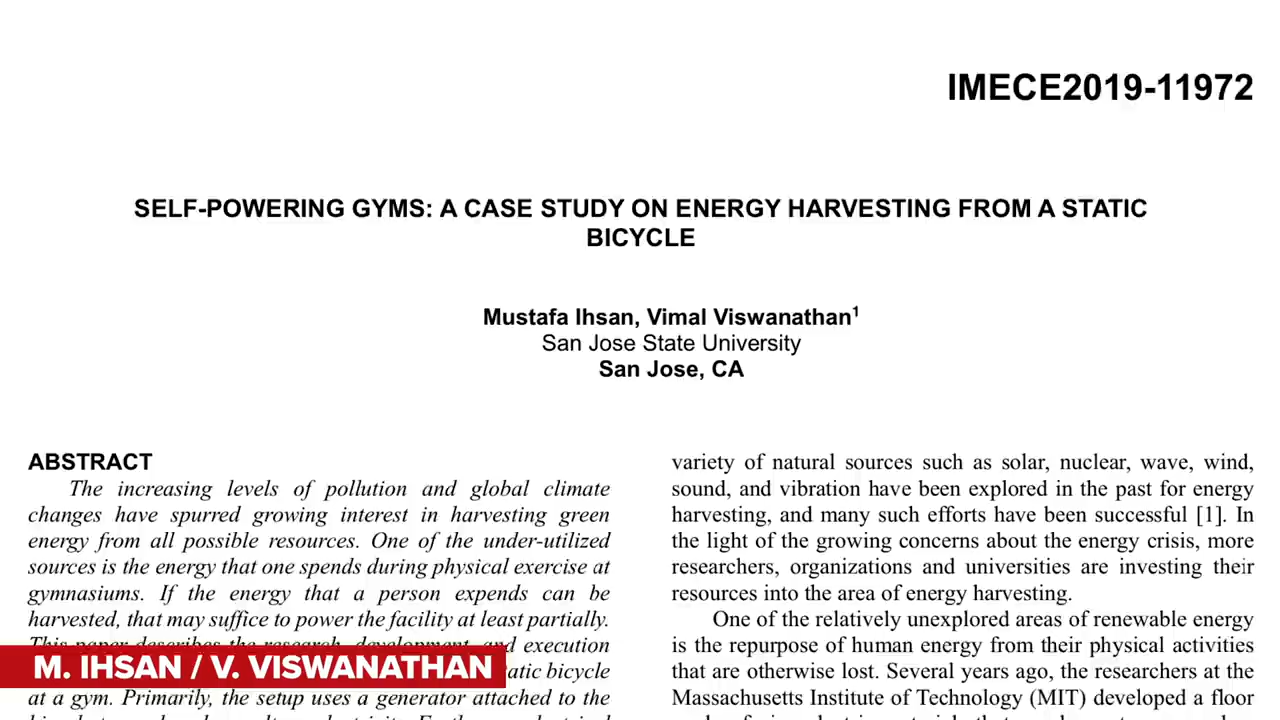 IMECE2019-11972
SELF-POWERING GYMS: A CASE STUDY ON ENERGY HARVESTING FROM A STATIC
BICYCLE
Mustafa Ihsan, Vimal Viswanathan1
San Jose State University
San Jose, CA
ABSTRACT
The increasing levels of pollution and global climate
changes have spurred growing interest in harvesting green
energy from all possible resources. One of the under-utilized
sources is the energy that one spends during physical exercise at
gymnasiums. If the energy that a person expends can be
harvested, that may suffice to power the facility at least partially.
This paper describes the research, development, and execution
atic bicycle
at a gym. Primarily, the setup uses a generator attached to the
variety of natural sources such as solar, nuclear, wave, wind,
sound, and vibration have been explored in the past for energy
harvesting, and many such efforts have been successful [1]. In
the light of the growing concerns about the energy crisis, more
researchers, organizations and universities are investing their
resources into the area of energy harvesting.
One of the relatively unexplored areas of renewable energy
is the repurpose of human energy from their physical activities
that are otherwise lost. Several years ago, the researchers at the
Massachusetts Institute of Technology (MIT) developed a floor
M. IHSAN / V. VISWANATHAN